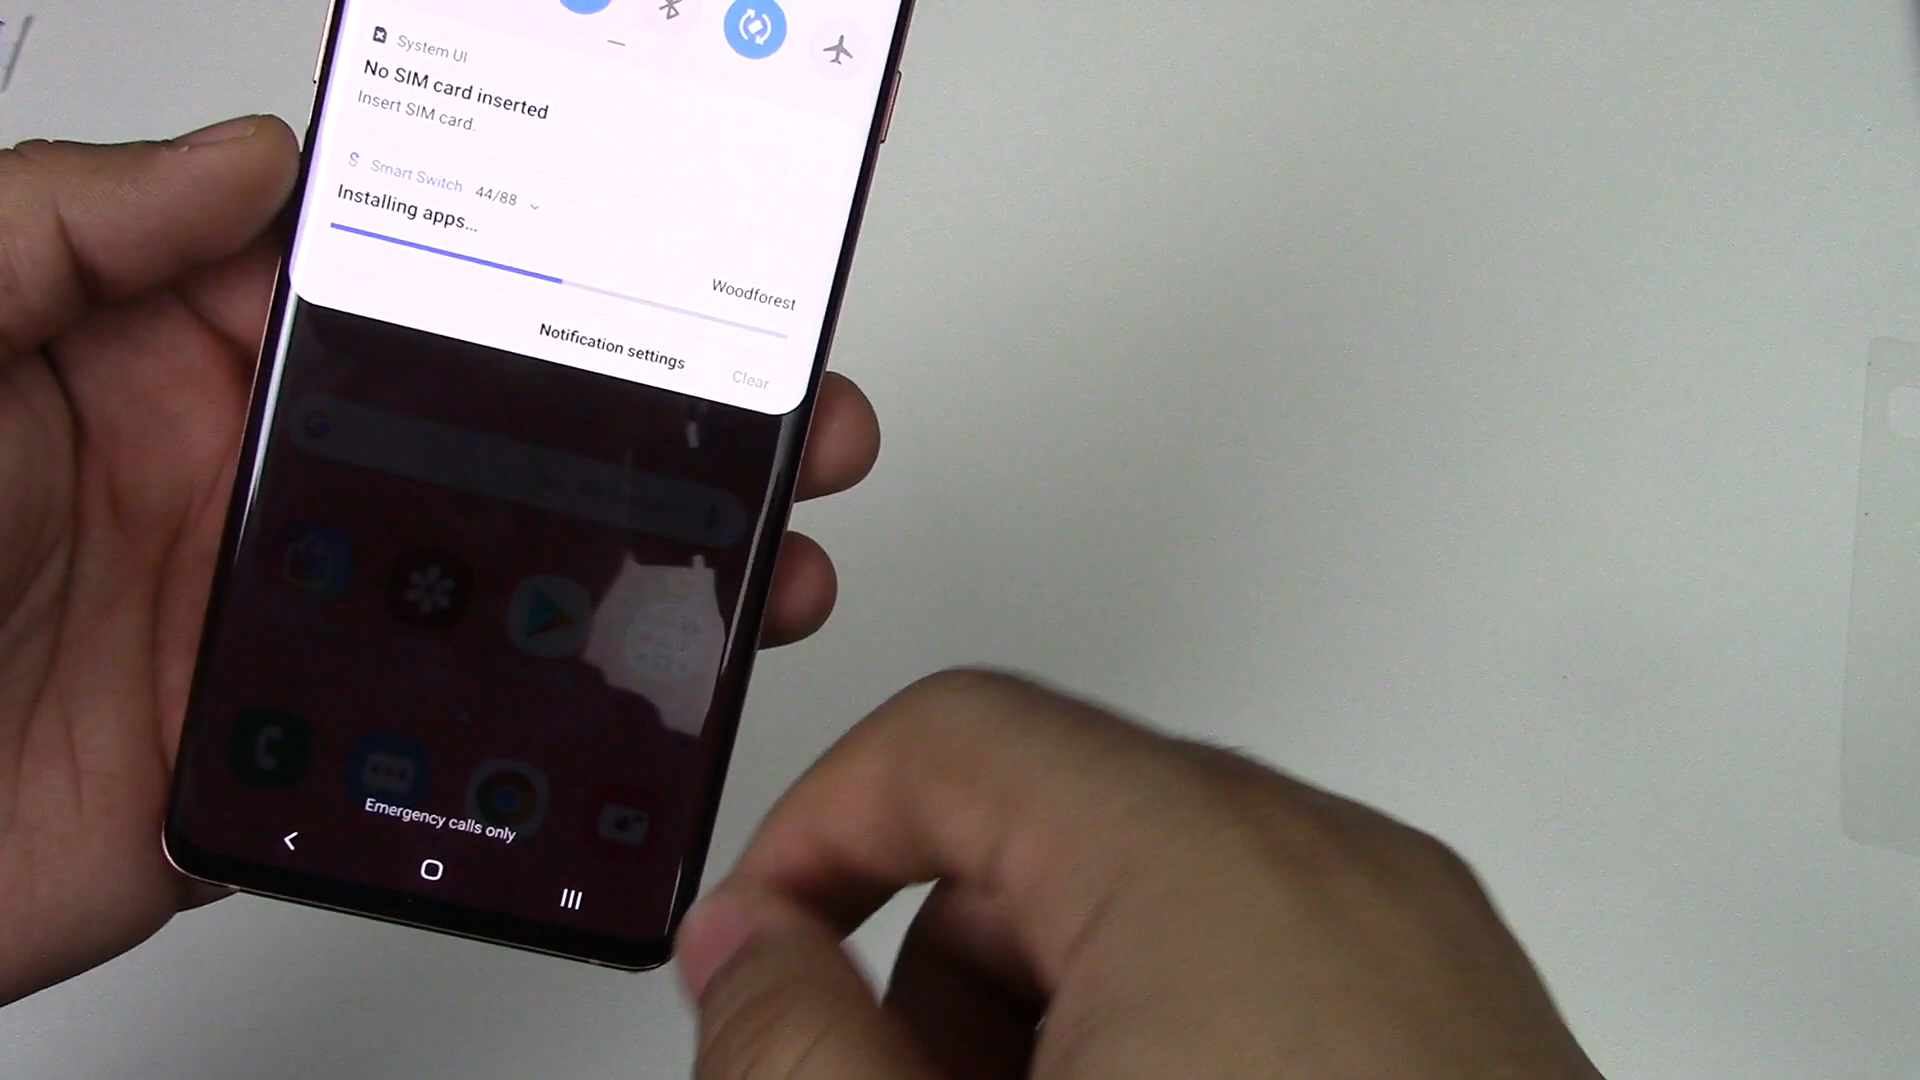 System UI
No SIM card inserted
Insert SIM card.
Smart Switch 44/88
Installing apps...
Woodforest
Notification settings
Clear
Emergency calls only